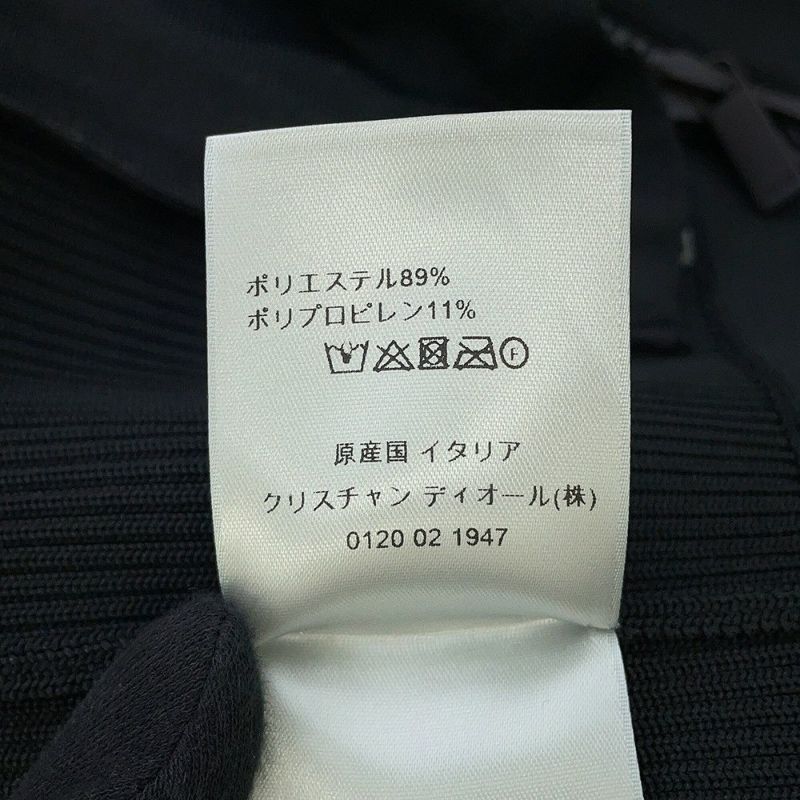 ポリエステル89%
ポリプロピレン11%
F
原産国 イタリア
クリスチャン ディオール(株)
0120 02 1947